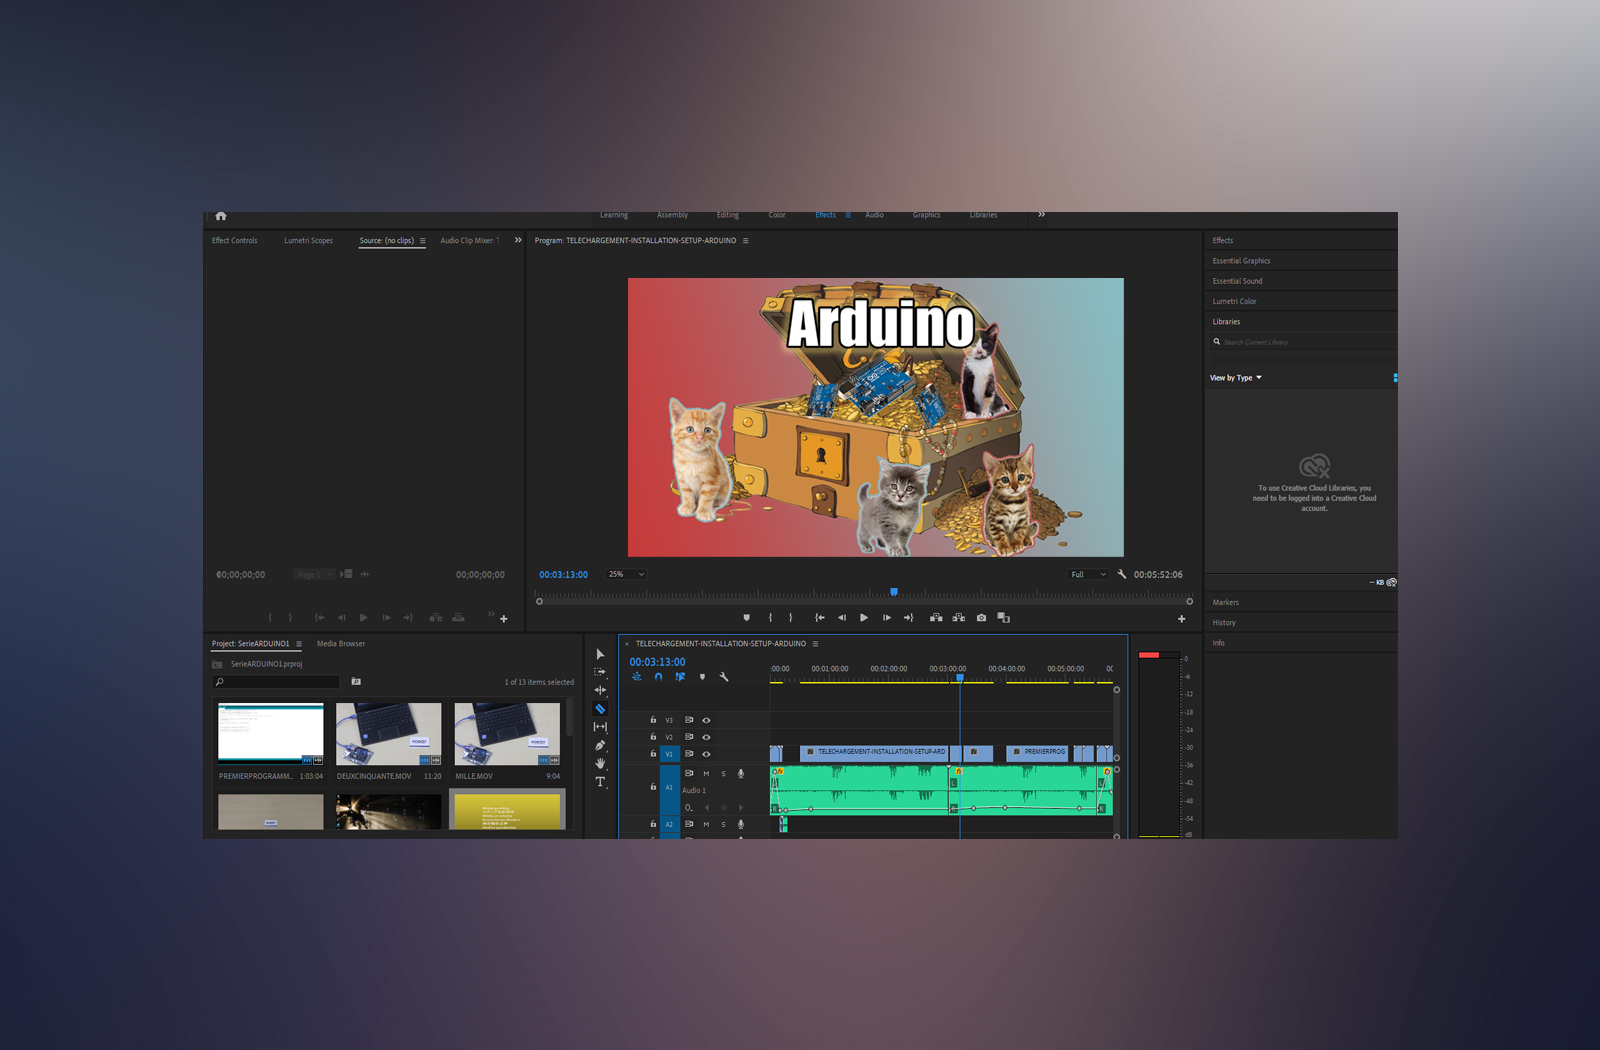 Learning Assembly Editing Color Effects Audio Graphics Libraries
Effect Controls Lumetri Scopes Source: (no clips) Audio Clip Mixer:
Program: TELECHARGEMENT-INSTALLATION-SETUP-ARDUINO
Arduino
00;00;00;00 Page 1 00;00;00;00
00:03:13:00 25% Full 00:05:52:06
Effects
Essential Graphics
Essential Sound
Lumetri Color
Libraries
Search Current Library
View by Type
To use Creative Cloud Libraries, you
need to be logged into a Creative Cloud
account.
-- KB
Markers
History
Info
Project: SerieARDUINO1 Media Browser
SerieARDUINO1.prproj
1 of 13 items selected
PREMIERPROGRAMM... 1:03:04
DEUXCINQUANTE.MOV 11:20
MILLE.MOV 9:04
TELECHARGEMENT-INSTALLATION-SETUP-ARDUINO
00:03:13:00
:00:00 00:01:00:00 00:02:00:00 00:03:00:00 00:04:00:00 00:05:00:00 00
V3
V2
V1 fx TELECHARGEMENT-INSTALLATION-SETUP-ARD fx fx PREMIERPROG
M S
A1 Audio 1
A2 M S
0
-6
-12
-18
-24
-30
-36
-42
-48
-54
dB